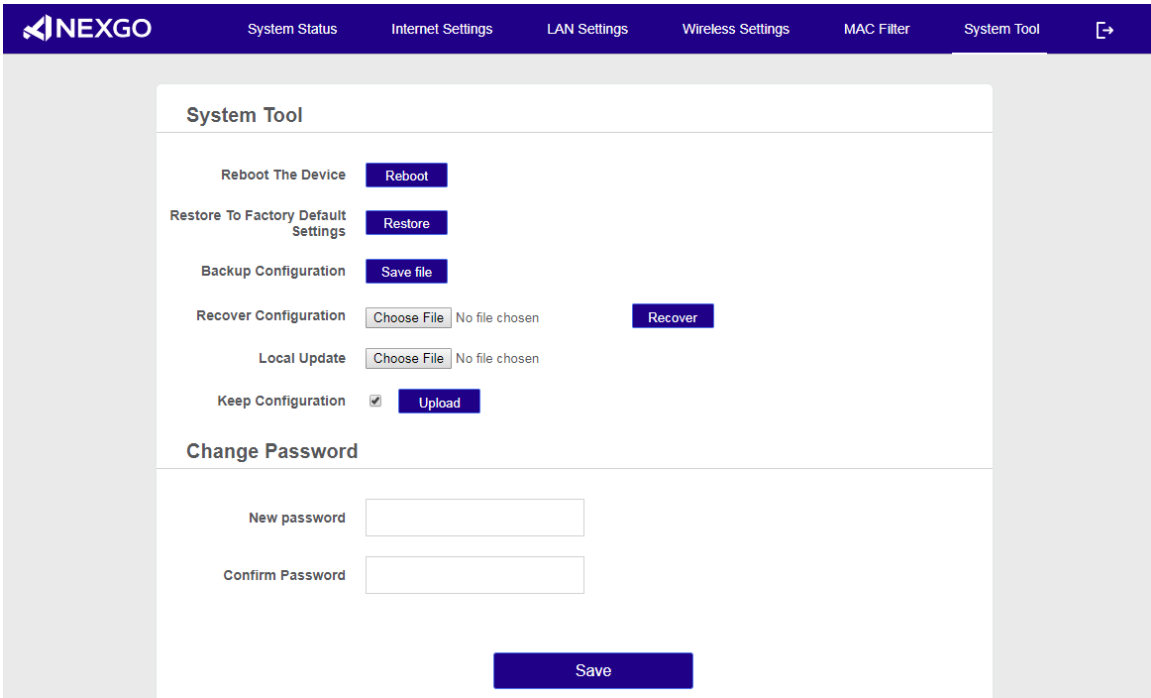 NEXGO System Status Internet Settings LAN Settings Wireless Settings MAC Filter System Tool
System Tool
Reboot The Device Reboot
Restore To Factory Default
Settings Restore
Backup Configuration Save file
Recover Configuration Choose File No file chosen Recover
Local Update Choose File No file chosen
Keep Configuration Upload
Change Password
New password
Confirm Password
Save